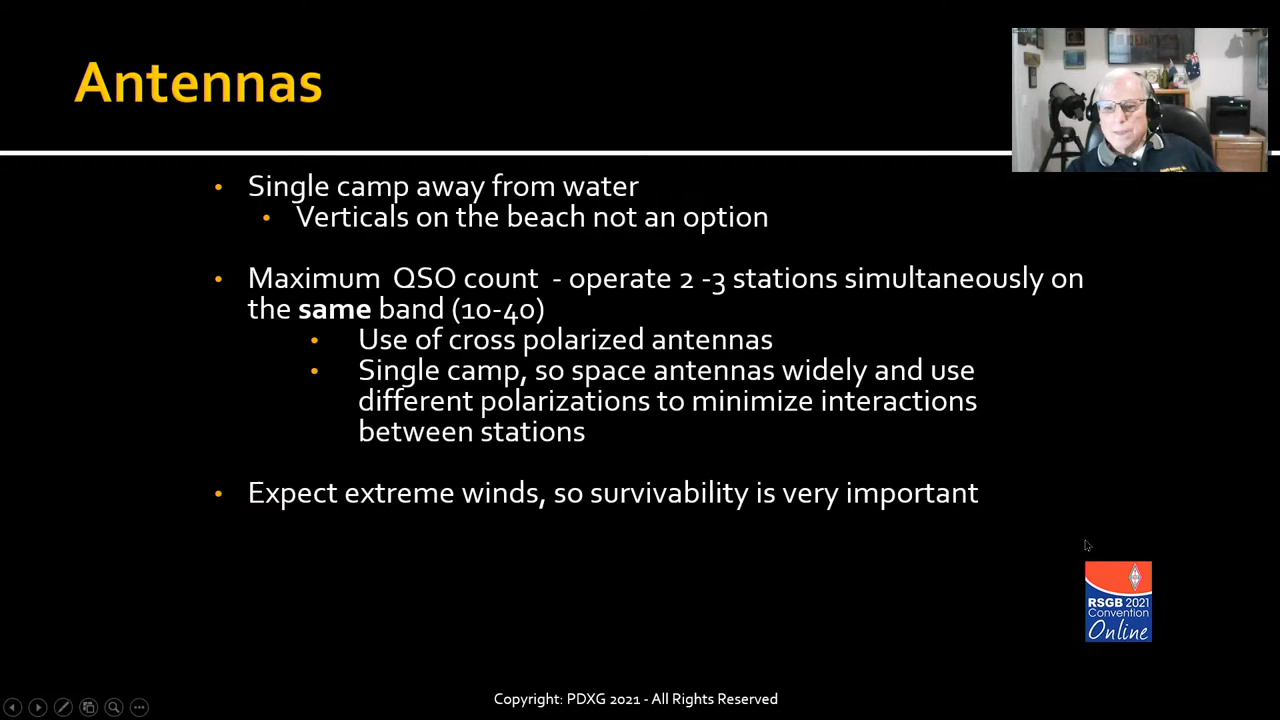 Antennas
• Single camp away from water
• Verticals on the beach not an option
• Maximum QSO count - operate 2 -3 stations simultaneously on
the same band (10-40)
• Use of cross polarized antennas
• Single camp, so space antennas widely and use
different polarizations to minimize interactions
between stations
• Expect extreme winds, so survivability is very important
RSGB 2021
Convention
Online
Copyright: PDXG 2021 - All Rights Reserved